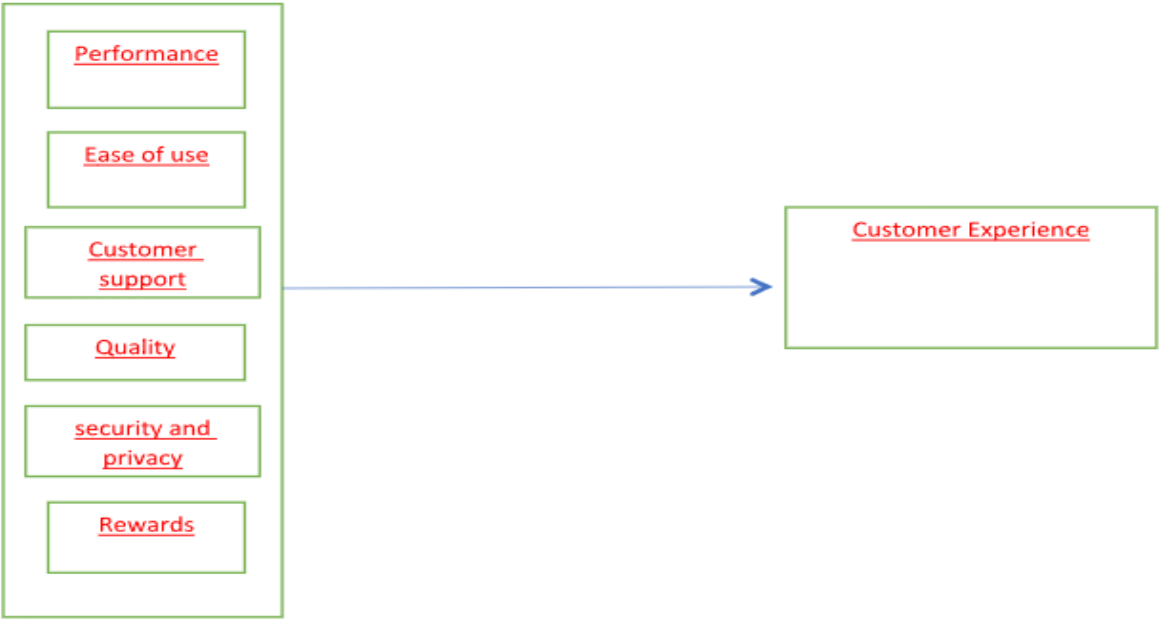 Performance
Ease of use
Customer
support
Quality
security and
privacy
Rewards
Customer Experience